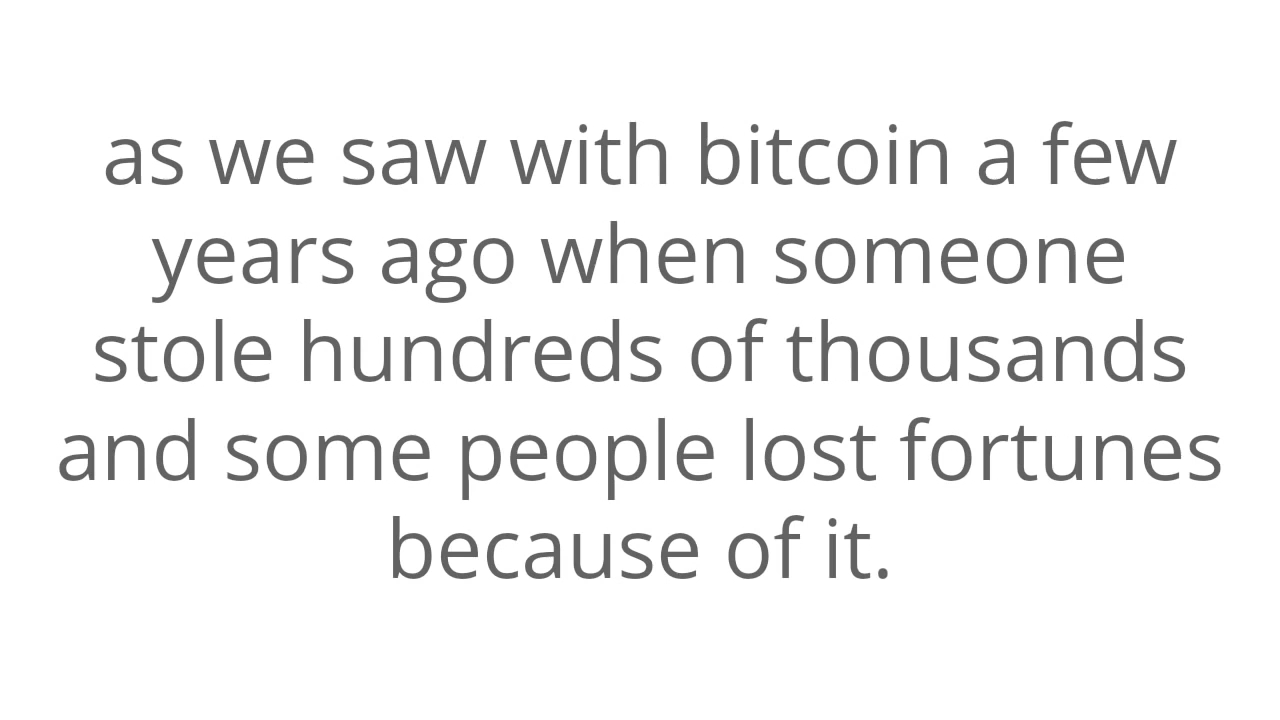 as we saw with bitcoin a few
years ago when someone
stole hundreds of thousands
and some people lost fortunes
because of it.